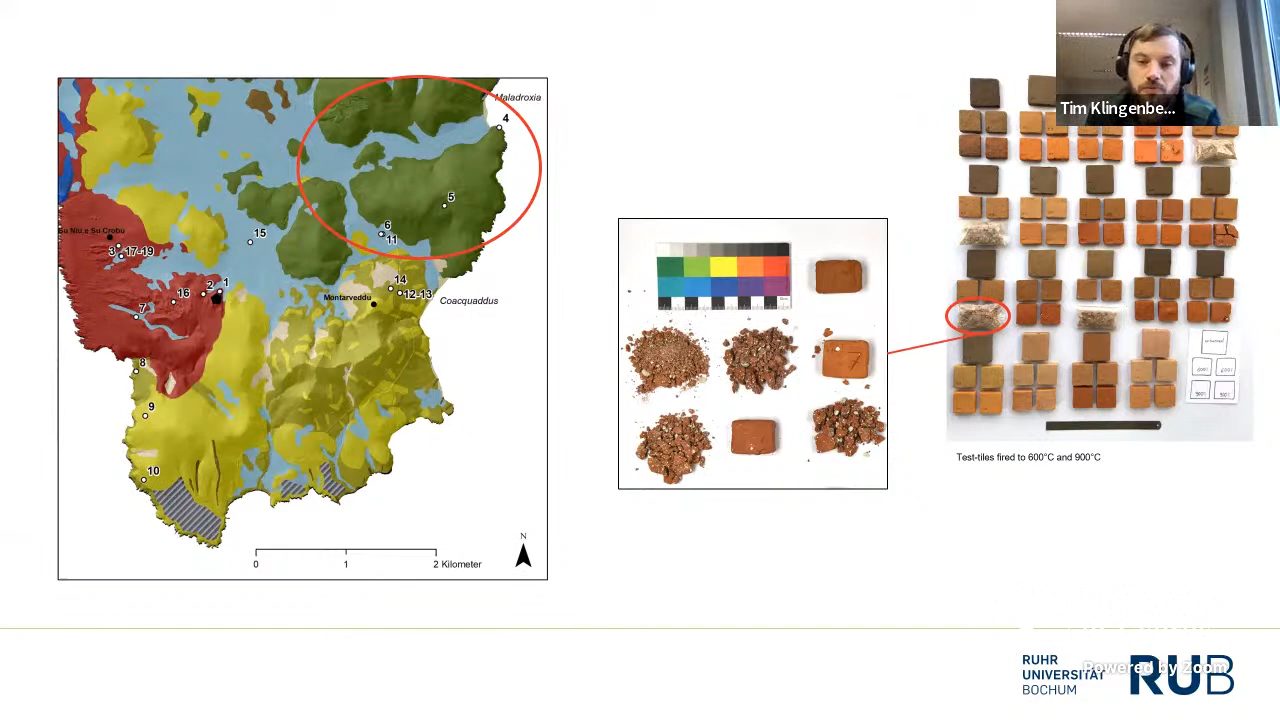 Tim Klingenbe...
Maladroxia
4
5
6
11
15
Su Niu e Su Crobu
3
17-19
2
1
16
7
14
12-13
Montarveddu
Coacquaddus
8
9
10
N
0
1
2 Kilometer
Test-tiles fired to 600°C and 900°C
RUHR
UNIVERSITÄT
BOCHUM
RUB
Powered by Zoom